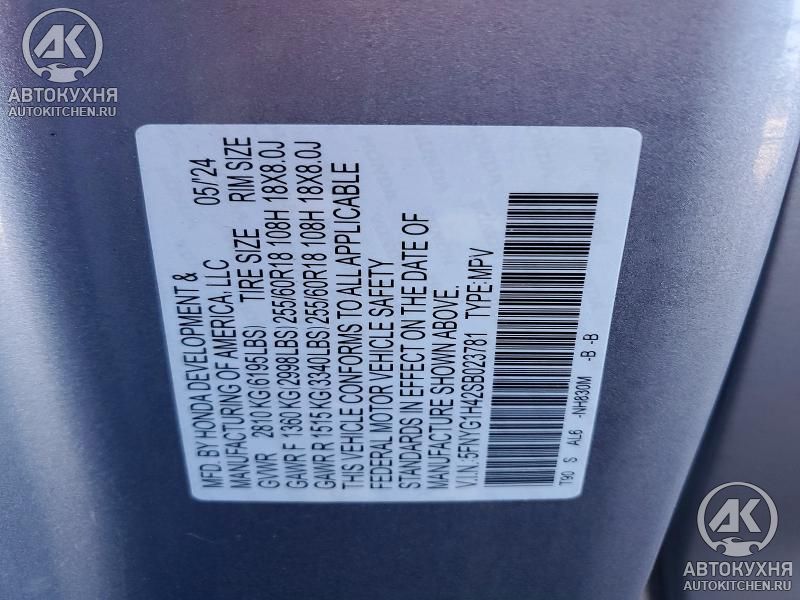 AK
АВТОКУХНЯ
AUTOKITCHEN.RU
MFD. BY HONDA DEVELOPMENT & 05/'24
MANUFACTURING OF AMERICA, LLC
GVWR 2810 KG(6195LBS) TIRE SIZE RIM SIZE
GAWR F 1360 KG(2998LBS) 255/60R18 108H 18X8.0J
GAWR R 1515 KG(3340LBS) 255/60R18 108H 18X8.0J
THIS VEHICLE CONFORMS TO ALL APPLICABLE
FEDERAL MOTOR VEHICLE SAFETY
STANDARDS IN EFFECT ON THE DATE OF
MANUFACTURE SHOWN ABOVE.
V.I.N.:5FNYG1H42SB023781 TYPE:MPV
T90 S AL6 -NH830M -B -B
AK
АВТОКУХНЯ
AUTOKITCHEN.RU